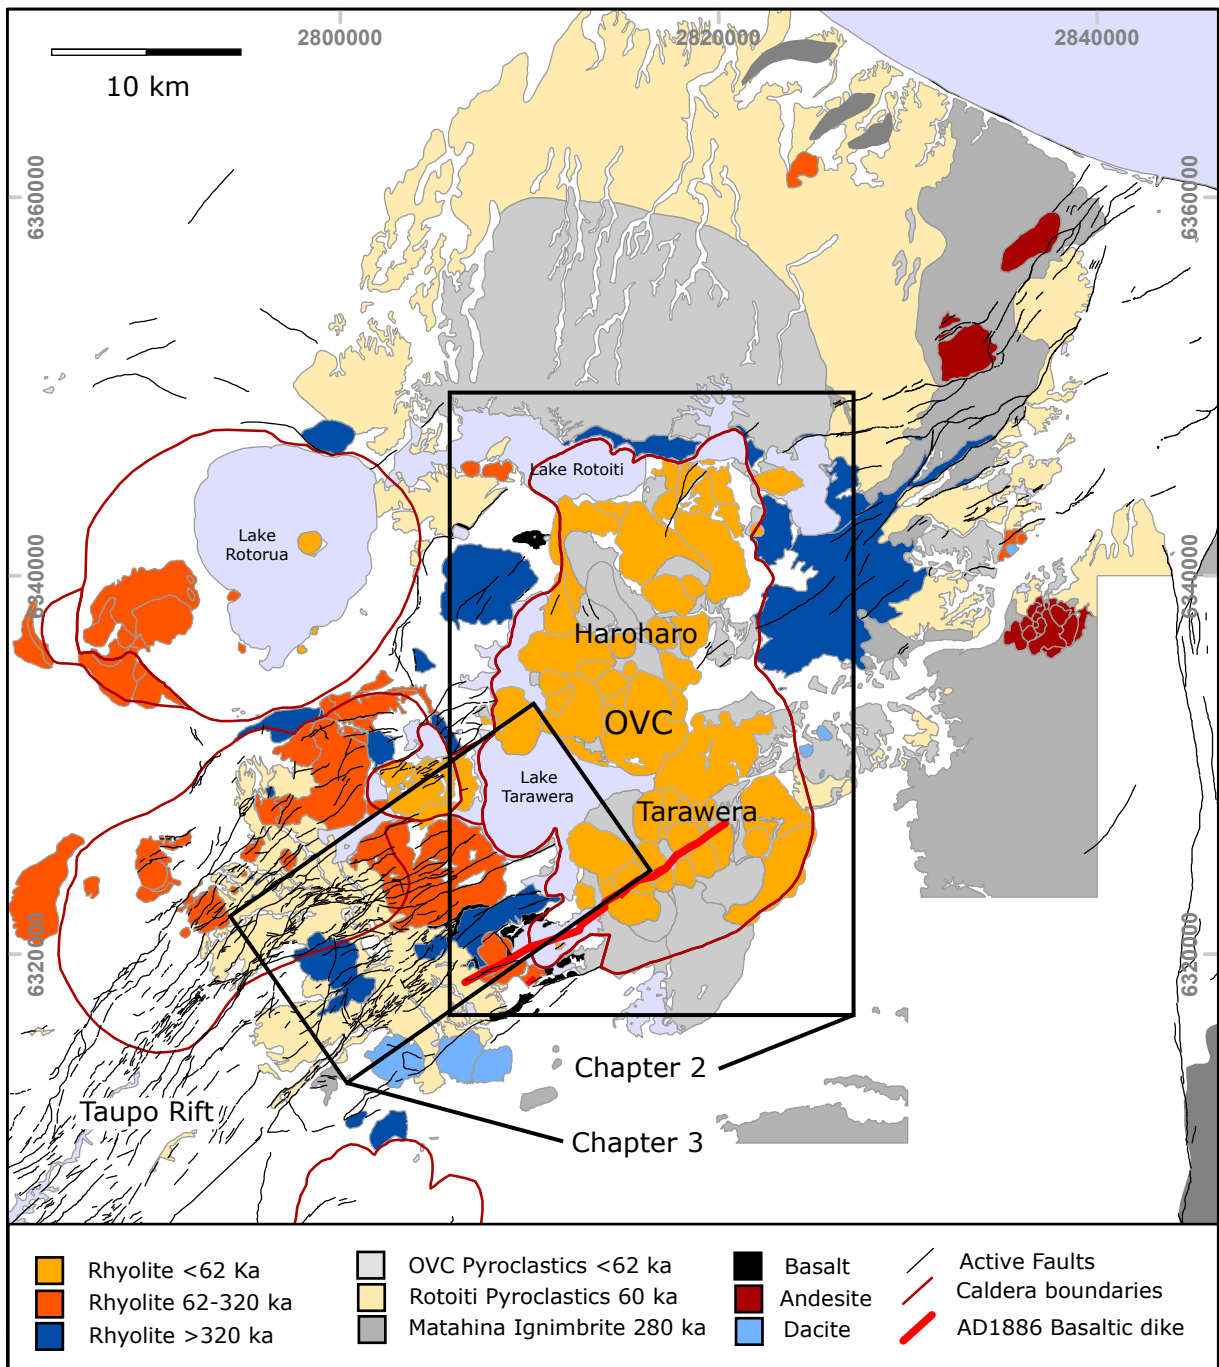 2800000
2820000
2840000
10 km
6360000
6360000
Lake Rotoiti
Lake
Rotorua
6340000
6340000
Haroharo
OVC
Lake
Tarawera
Tarawera
6320000
6320000
Chapter 2
Taupo Rift
Chapter 3
Rhyolite <62 Ka
Rhyolite 62-320 ka
Rhyolite >320 ka
OVC Pyroclastics <62 ka
Rotoiti Pyroclastics 60 ka
Matahina Ignimbrite 280 ka
Basalt
Andesite
Dacite
Active Faults
Caldera boundaries
AD1886 Basaltic dike